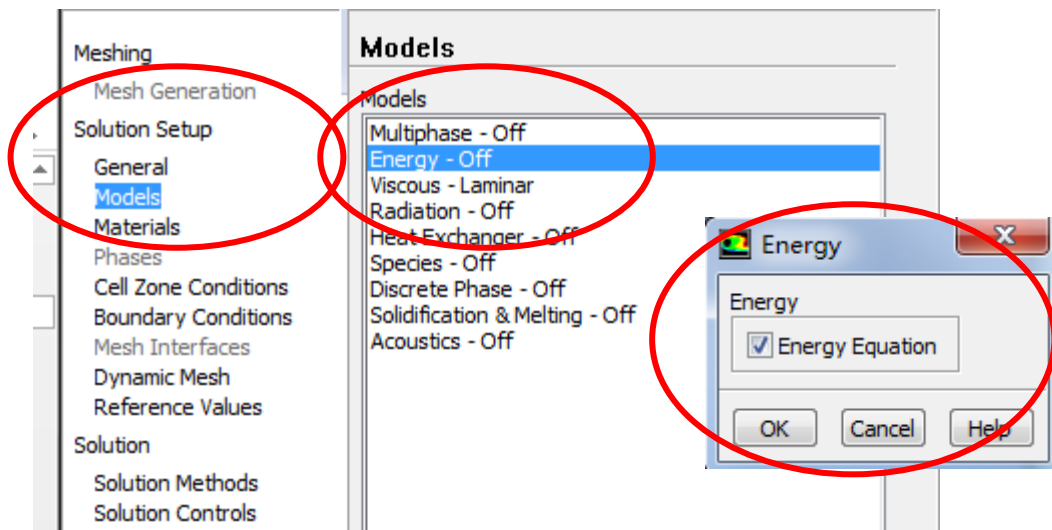 Meshing
Mesh Generation
Solution Setup
General
Models
Materials
Phases
Cell Zone Conditions
Boundary Conditions
Mesh Interfaces
Dynamic Mesh
Reference Values
Solution
Solution Methods
Solution Controls
Models
Models
Multiphase - Off
Energy - Off
Viscous - Laminar
Radiation - Off
Heat Exchanger - Off
Species - Off
Discrete Phase - Off
Solidification & Melting - Off
Acoustics - Off
Energy
Energy
Energy Equation
OK Cancel Help